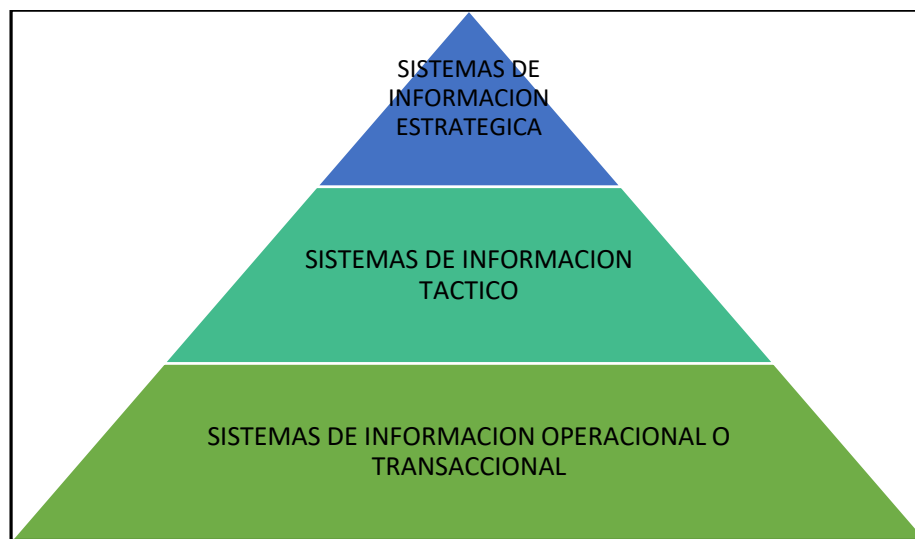 SISTEMAS DE
INFORMACION
ESTRATEGICA
SISTEMAS DE INFORMACION
TACTICO
SISTEMAS DE INFORMACION OPERACIONAL O
TRANSACCIONAL